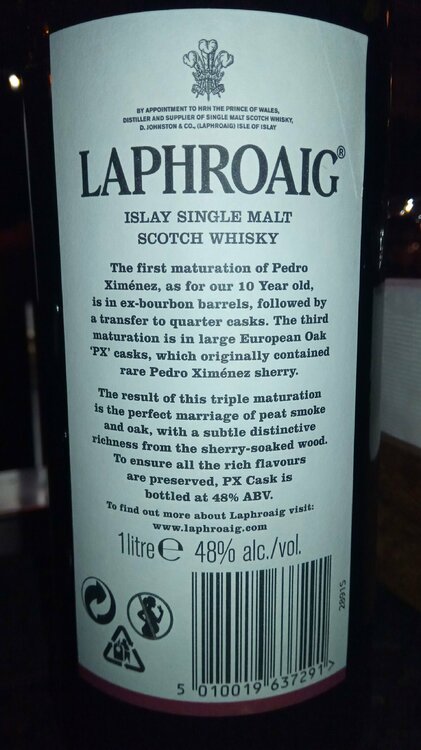 BY APPOINTMENT TO HRH THE PRINCE OF WALES,
DISTILLER AND SUPPLIER OF SINGLE MALT SCOTCH WHISKY,
D. JOHNSTON & CO., (LAPHROAIG) ISLE OF ISLAY
LAPHROAIG®
ISLAY SINGLE MALT
SCOTCH WHISKY
The first maturation of Pedro
Ximénez, as for our 10 Year old,
is in ex-bourbon barrels, followed by
a transfer to quarter casks. The third
maturation is in large European Oak
'PX' casks, which originally contained
rare Pedro Ximénez sherry.
The result of this triple maturation
is the perfect marriage of peat smoke
and oak, with a subtle distinctive
richness from the sherry-soaked wood.
To ensure all the rich flavours
are preserved, PX Cask is
bottled at 48% ABV.
To find out more about Laphroaig visit:
www.laphroaig.com
1 litre e 48% alc./vol.
28915
5 010019 637291 >